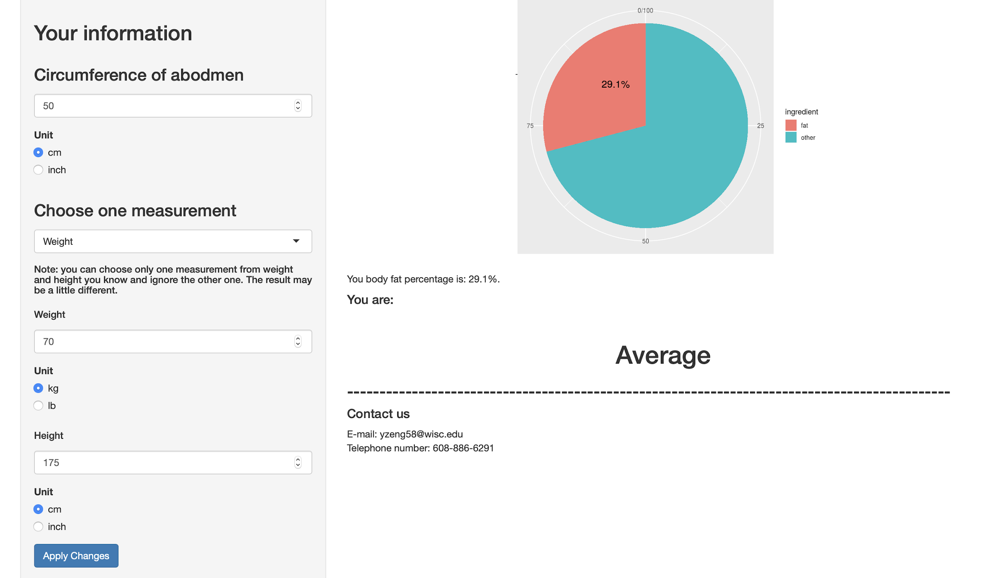 Your information
Circumference of abodmen
50
Unit
cm
inch
Choose one measurement
Weight
Note: you can choose only one measurement from weight
and height you know and ignore the other one. The result may
be a little different.
Weight
70
Unit
kg
lb
Height
175
Unit
cm
inch
Apply Changes
0/100
29.1%
75
25
50
ingredient
fat
other
You body fat percentage is: 29.1%.
You are:
Average
Contact us
E-mail: yzeng58@wisc.edu
Telephone number: 608-886-6291